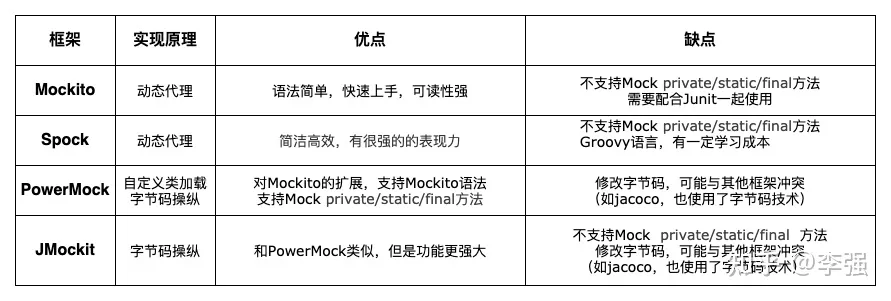 框架 实现原理 优点 缺点
Mockito 动态代理 语法简单，快速上手，可读性强 不支持Mock private/static/final方法
需要配合Junit一起使用
Spock 动态代理 简洁高效，有很强的的表现力 不支持Mock private/static/final方法
Groovy语言，有一定学习成本
PowerMock 自定义类加载 对Mockito的扩展，支持Mockito语法 修改字节码，可能与其他框架冲突
字节码操纵 支持Mock private/static/final方法 （如jacoco，也使用了字节码技术）
JMockit 字节码操纵 和PowerMock类似，但是功能更强大 不支持Mock private/static/final 方法
修改字节码，可能与其他框架冲突
（如jacoco，也使用了字节码技术）
知乎 @李强